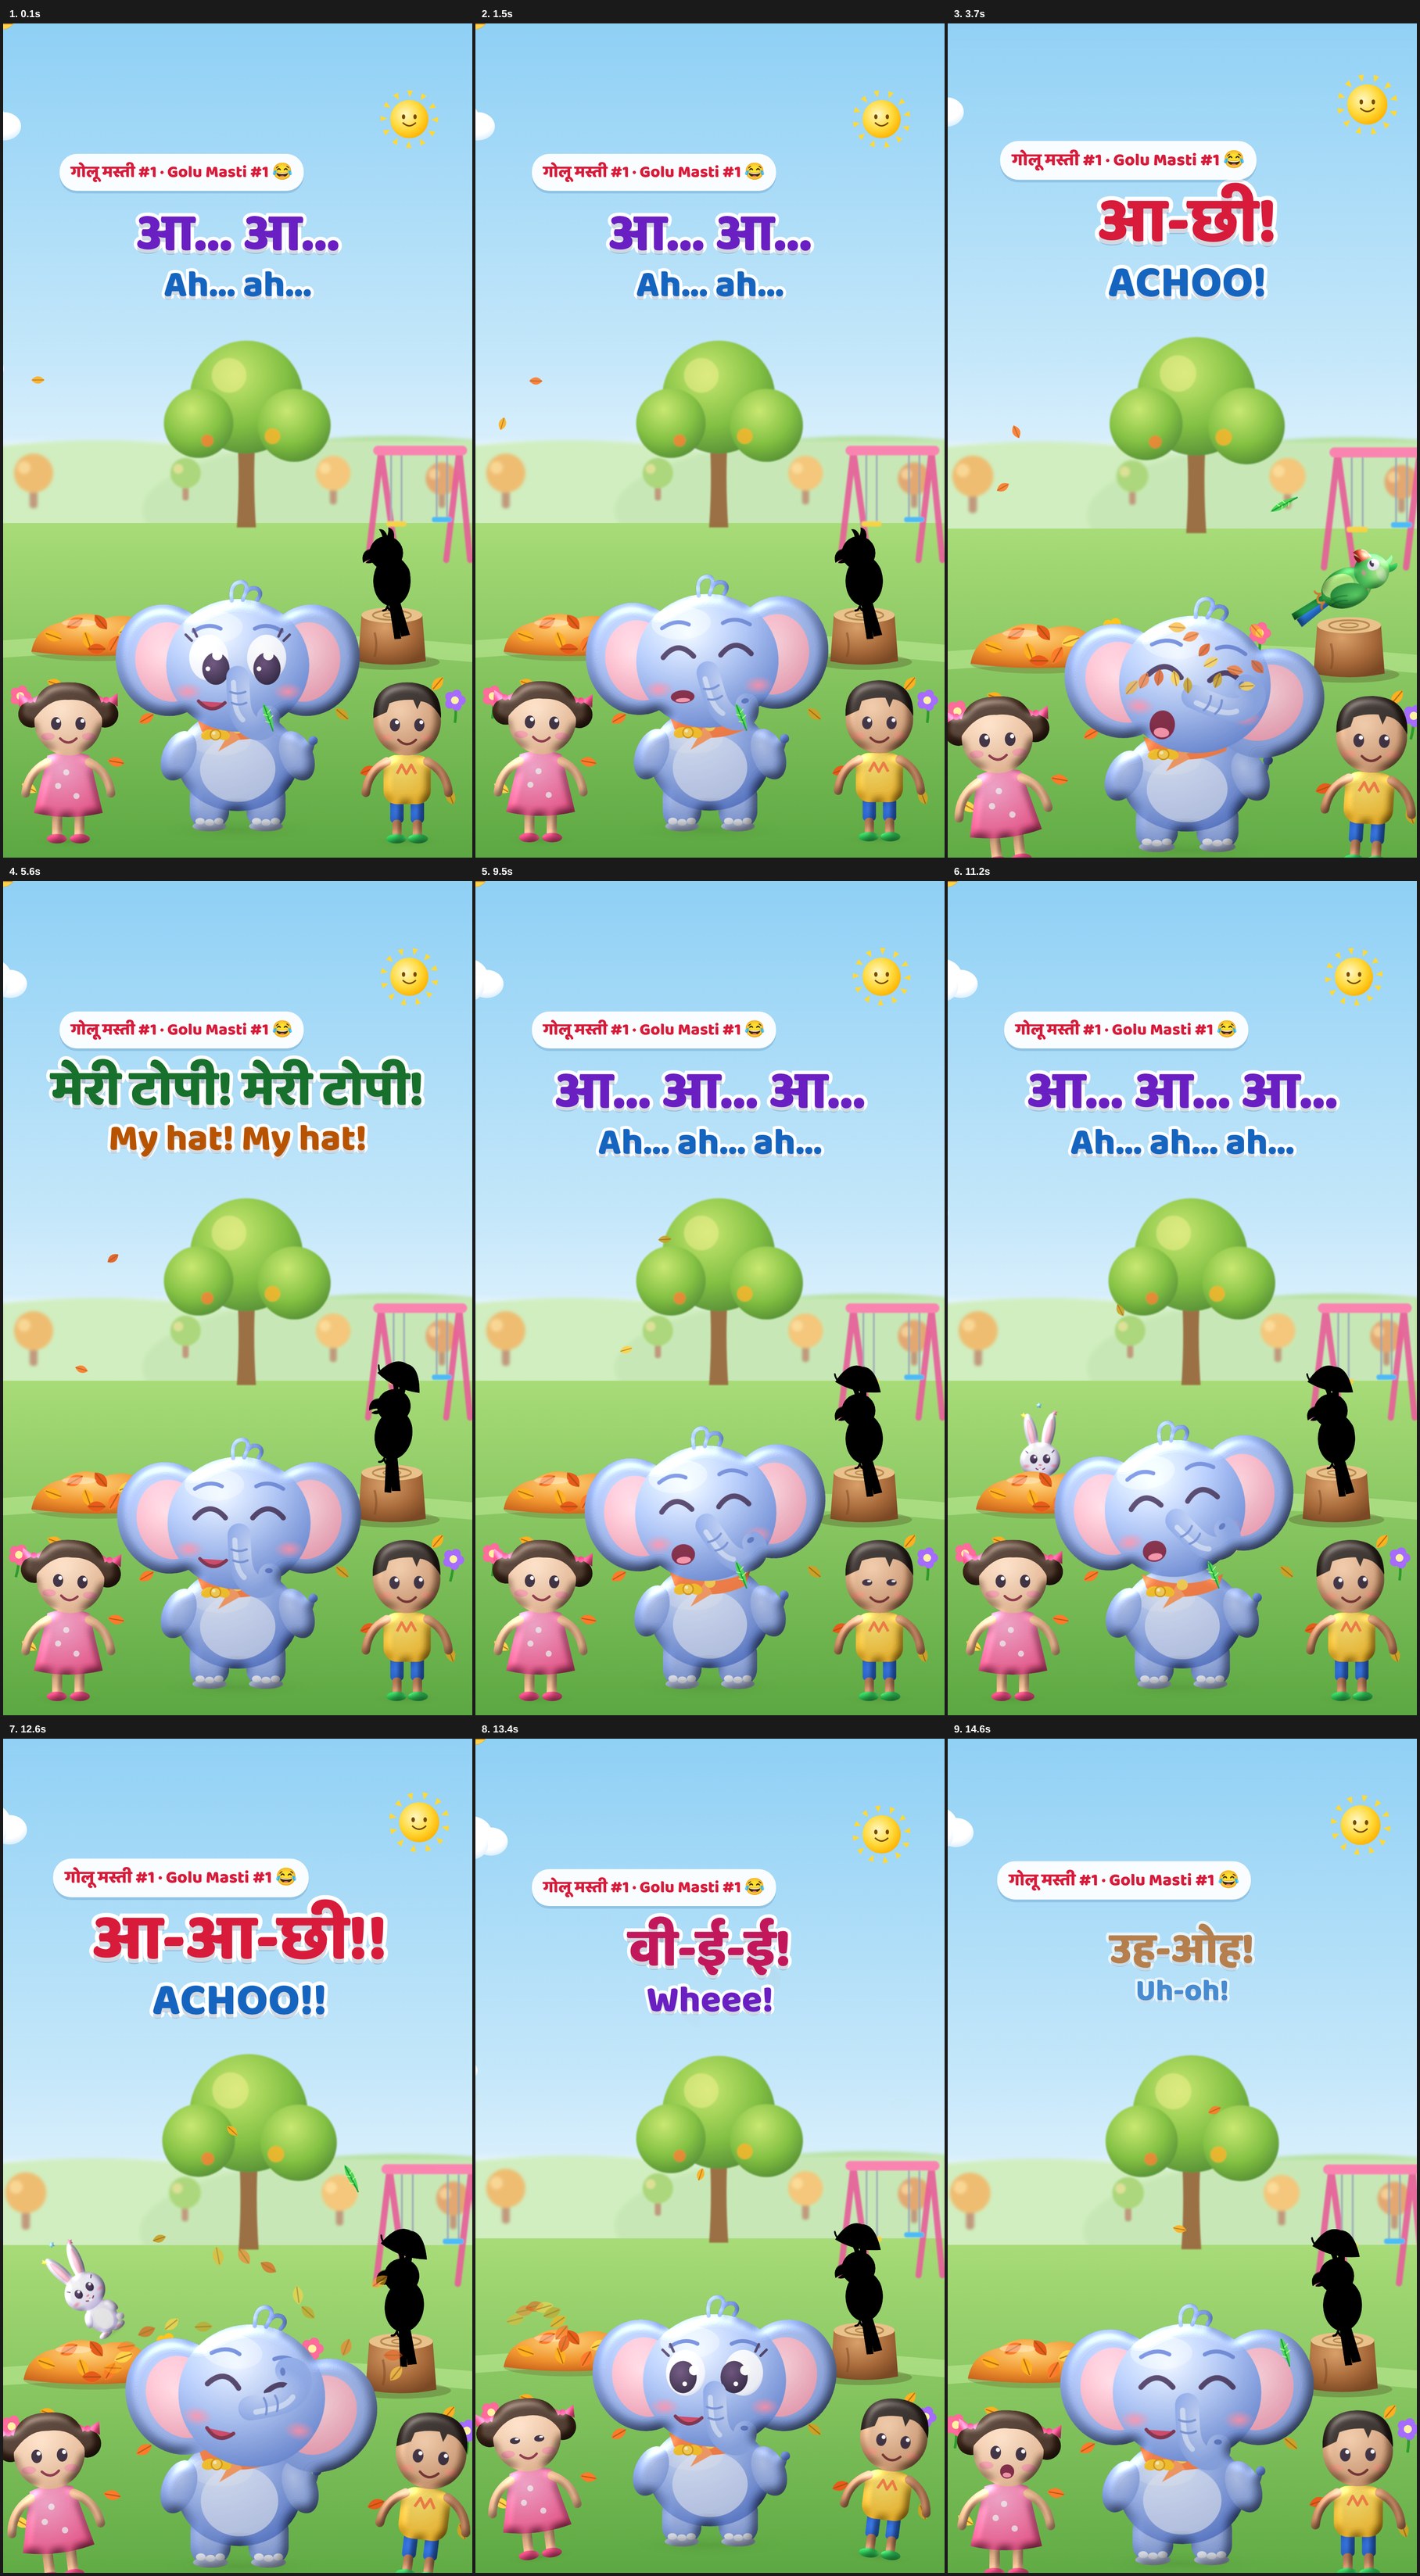 1. 0.1s
गोलू मस्ती #1 · Golu Masti #1 😂
आ... आ...
Ah... ah...
2. 1.5s
गोलू मस्ती #1 · Golu Masti #1 😂
आ... आ...
Ah... ah...
3. 3.7s
गोलू मस्ती #1 · Golu Masti #1 😂
आ-छी!
ACHOO!
4. 5.6s
गोलू मस्ती #1 · Golu Masti #1 😂
मेरी टोपी! मेरी टोपी!
My hat! My hat!
5. 9.5s
गोलू मस्ती #1 · Golu Masti #1 😂
आ... आ... आ...
Ah... ah... ah...
6. 11.2s
गोलू मस्ती #1 · Golu Masti #1 😂
आ... आ... आ...
Ah... ah... ah...
7. 12.6s
गोलू मस्ती #1 · Golu Masti #1 😂
आ-आ-छी!!
ACHOO!!
8. 13.4s
गोलू मस्ती #1 · Golu Masti #1 😂
वी-ई-ई!
Wheee!
9. 14.6s
गोलू मस्ती #1 · Golu Masti #1 😂
उह-ओह!
Uh-oh!